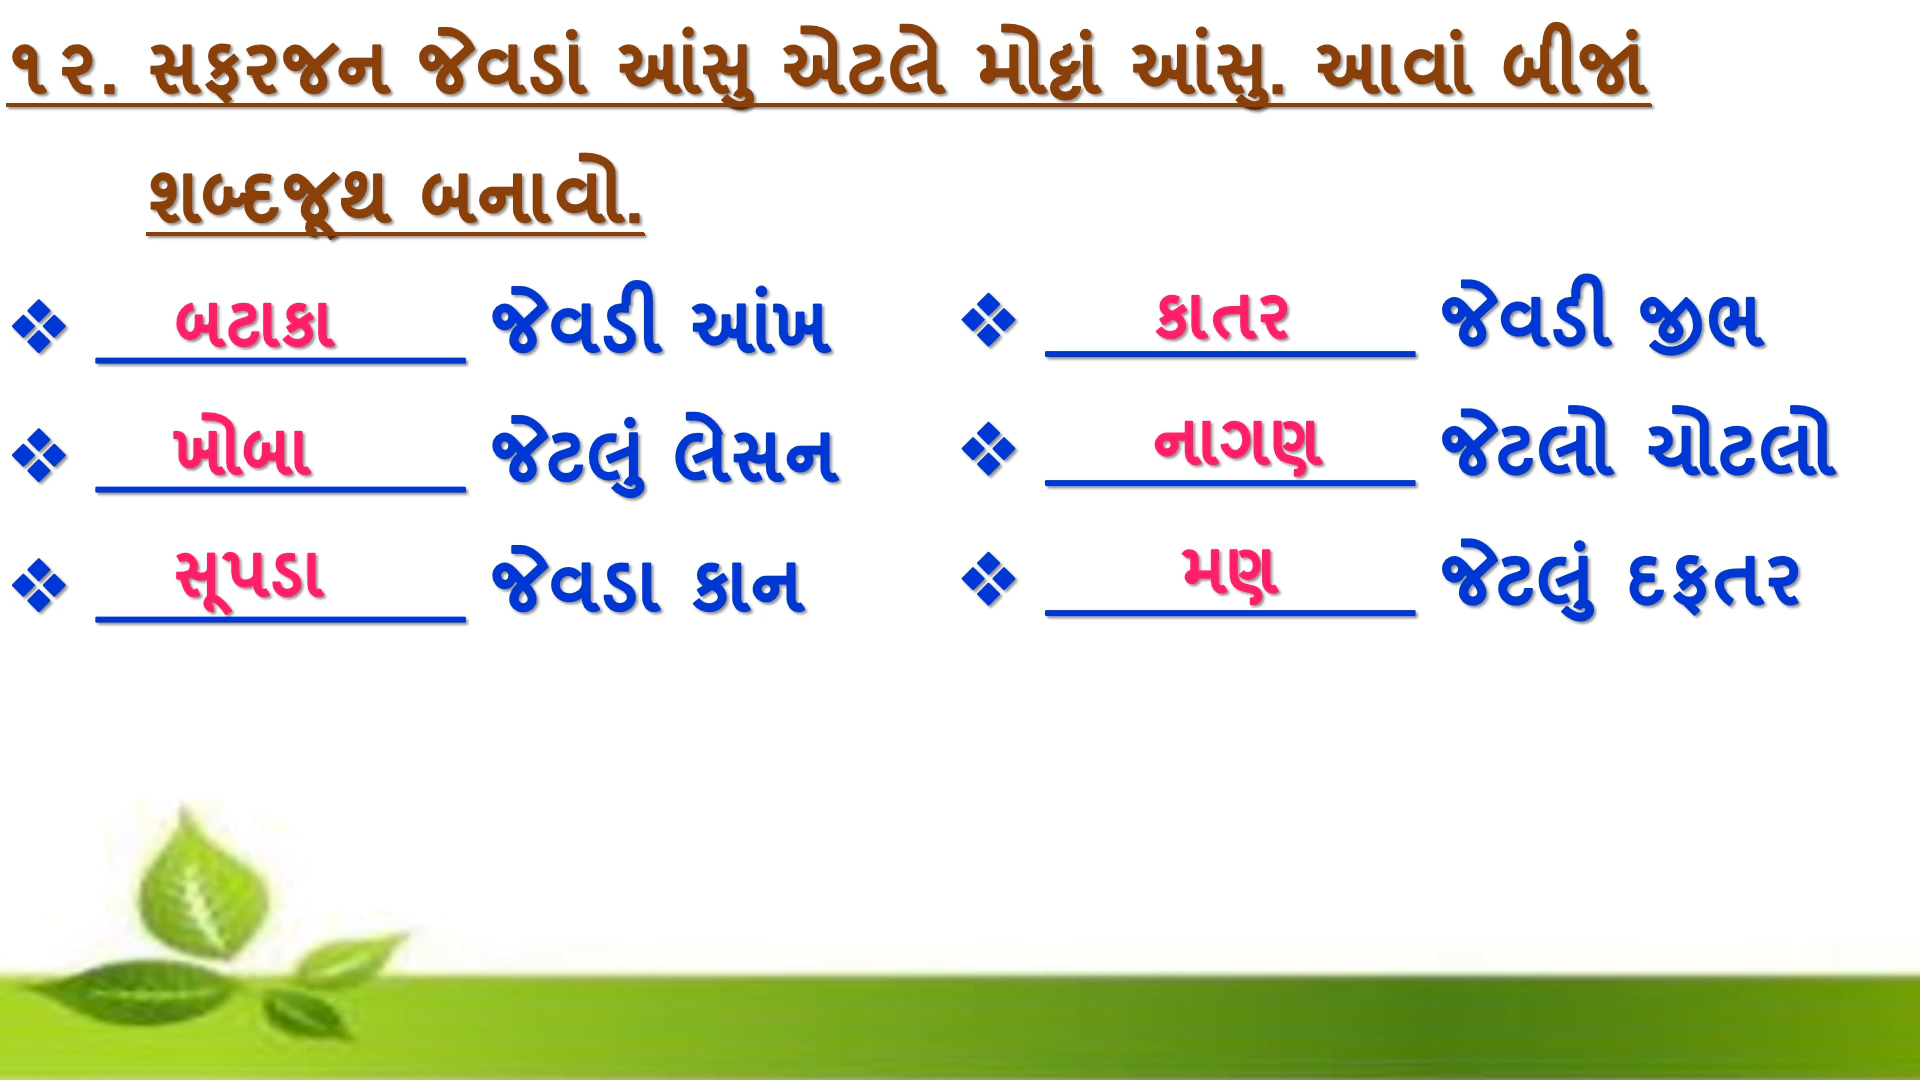 ૧૨. સફરજન જેવડાં આંસુ એટલે મોટ્ટાં આંસુ. આવાં બીજાં
શબ્દજૂથ બનાવો.
❖ બટાકા જેવડી આંખ
❖ કાતર જેવડી જીભ
❖ ખોબા જેટલું લેસન
❖ નાગણ જેટલો ચોટલો
❖ સૂપડા જેવડા કાન
❖ મણ જેટલું દફતર